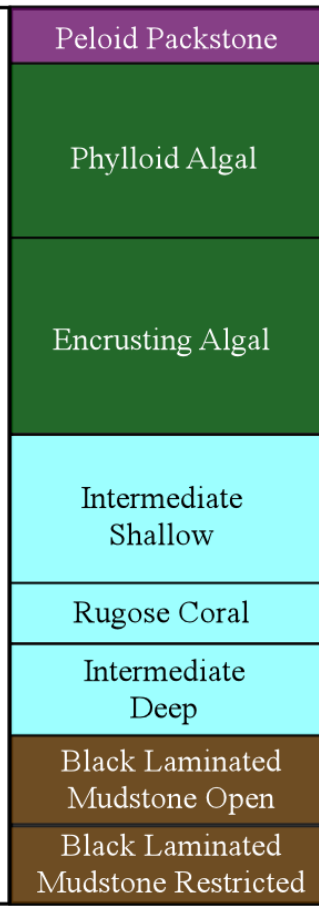 Peloid Packstone
Phylloid Algal
Encrusting Algal
Intermediate
Shallow
Rugose Coral
Intermediate
Deep
Black Laminated
Mudstone Open
Black Laminated
Mudstone Restricted